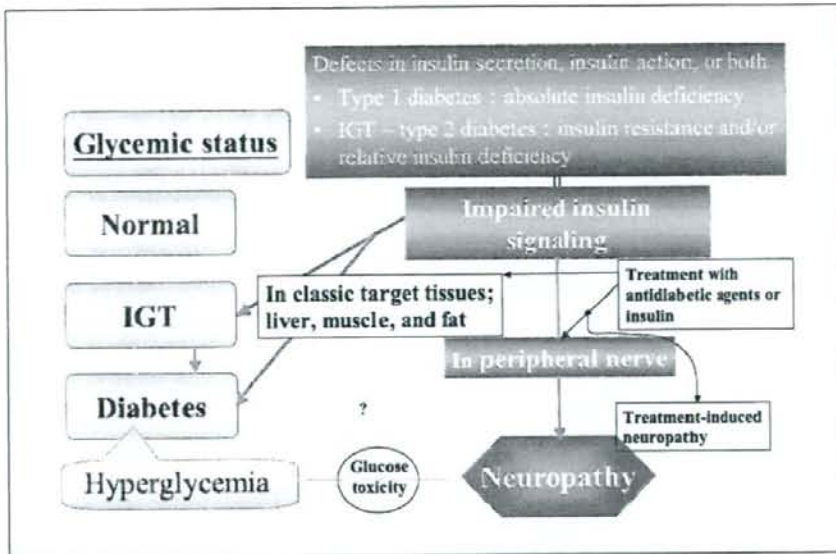 Defects in insulin secretion, insulin action, or both
• Type 1 diabetes : absolute insulin deficiency
• IGT – type 2 diabetes : insulin resistance and/or
relative insulin deficiency
Glycemic status
Normal
Impaired insulin
signaling
In classic target tissues;
liver, muscle, and fat
Treatment with
antidiabetic agents or
insulin
IGT
In peripheral nerve
Diabetes
?
Treatment-induced
neuropathy
Hyperglycemia
Glucose
toxicity
Neuropathy